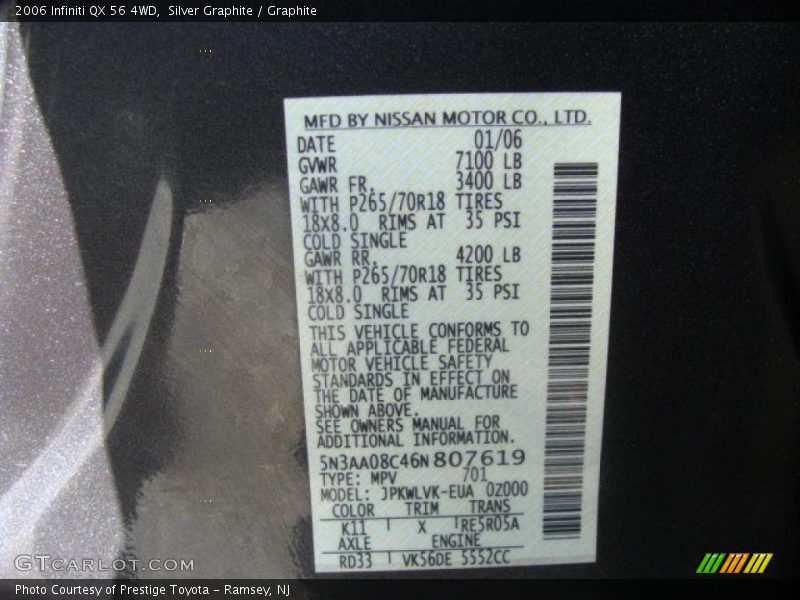 2006 Infiniti QX 56 4WD,  Silver Graphite / Graphite
MFD BY NISSAN MOTOR CO., LTD.
DATE 01/06
GVWR 7100 LB
GAWR FR. 3400 LB
WITH P265/70R18 TIRES
18x8.0 RIMS AT 35 PSI
COLD SINGLE
GAWR RR. 4200 LB
WITH P265/70R18 TIRES
18x8.0 RIMS AT 35 PSI
COLD SINGLE
THIS VEHICLE CONFORMS TO
ALL APPLICABLE FEDERAL
MOTOR VEHICLE SAFETY
STANDARDS IN EFFECT ON
THE DATE OF MANUFACTURE
SHOWN ABOVE.
SEE OWNERS MANUAL FOR
ADDITIONAL INFORMATION.
5N3AA08C46N807619
TYPE: MPV 701
MODEL: JPKWLVK-EUA 0Z000
COLOR TRIM TRANS
K11 X RE5R05A
AXLE ENGINE
RD33 VK56DE 5552CC
GTCARLOT.COM
Photo Courtesy of Prestige Toyota - Ramsey, NJ